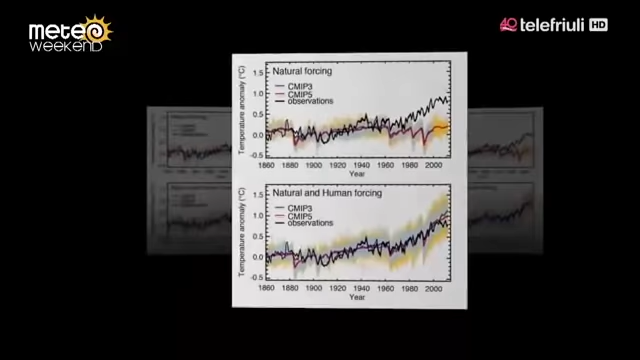 meteo
WEEKEND
40 telefriuli HD
Natural forcing
CMIP3
CMIP5
observations
Temperature anomaly (°C)
1.5
1.0
0.5
0.0
-0.5
1860 1880 1900 1920 1940 1960 1980 2000
Year
Natural and Human forcing
CMIP3
CMIP5
observations
Temperature anomaly (°C)
1.5
1.0
0.5
0.0
-0.5
1860 1880 1900 1920 1940 1960 1980 2000
Year